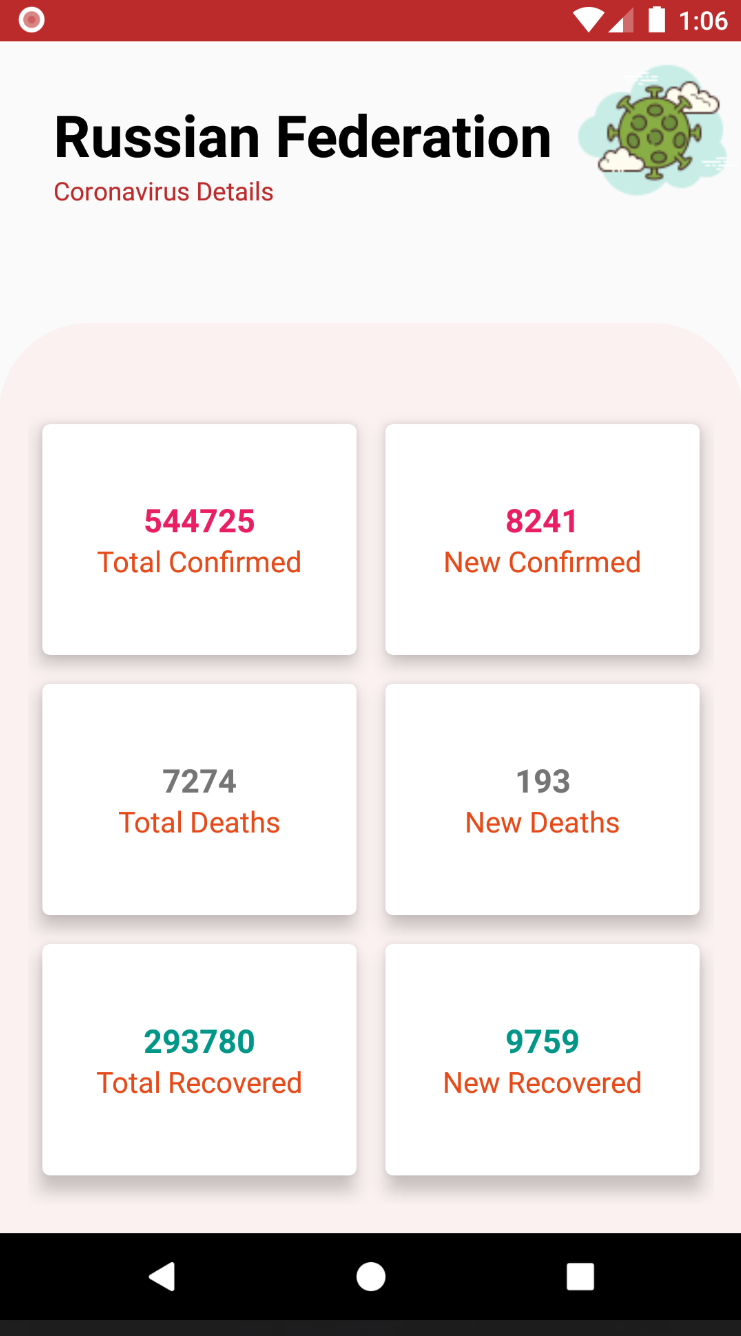 1:06
Russian Federation
Coronavirus Details
544725
Total Confirmed
8241
New Confirmed
7274
Total Deaths
193
New Deaths
293780
Total Recovered
9759
New Recovered